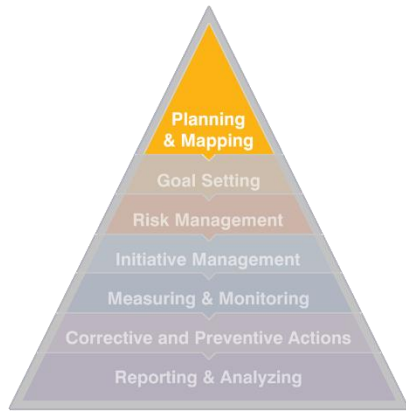 Planning
& Mapping
Goal Setting
Risk Management
Initiative Management
Measuring & Monitoring
Corrective and Preventive Actions
Reporting & Analyzing